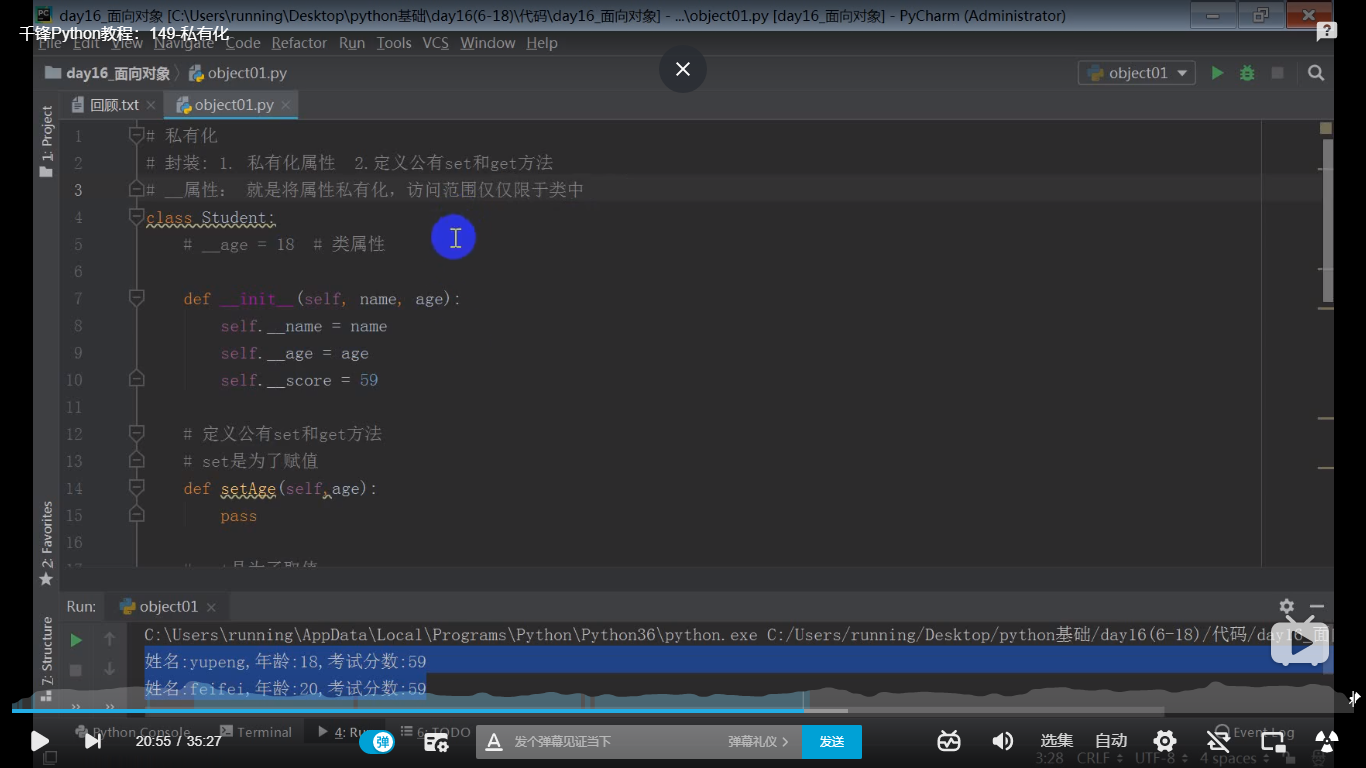 day16_面向对象 [C:\Users\running\Desktop\python基础\day16(6-18)\代码\day16_面向对象] - ...\object01.py [day16_面向对象] - PyCharm (Administrator)
千锋Python教程：149-私有化
File Edit View Navigate Code Refactor Run Tools VCS Window Help
day16_面向对象 object01.py
object01
回顾.txt object01.py
1: Project
1 # 私有化
2 # 封装: 1. 私有化属性 2.定义公有set和get方法
3 # __属性： 就是将属性私有化，访问范围仅仅限于类中
4 class Student:
5 # __age = 18 # 类属性
6
7 def __init__(self, name, age):
8 self.__name = name
9 self.__age = age
10 self.__score = 59
11
12 # 定义公有set和get方法
13 # set是为了赋值
14 def setAge(self,age):
15 pass
16
2: Favorites
7: Structure
Run: object01
C:\Users\running\AppData\Local\Programs\Python\Python36\python.exe C:/Users/running/Desktop/python基础/day16(6-18)/代码/day16_面
姓名:yupeng,年龄:18,考试分数:59
姓名:feifei,年龄:20,考试分数:59
Python Console Terminal 4: Ru 6: TODO Event Log
20:55 / 35:27 弹 发个弹幕见证当下 弹幕礼仪 > 发送 选集 自动
3:28 CRLF UTF-8 4 spaces